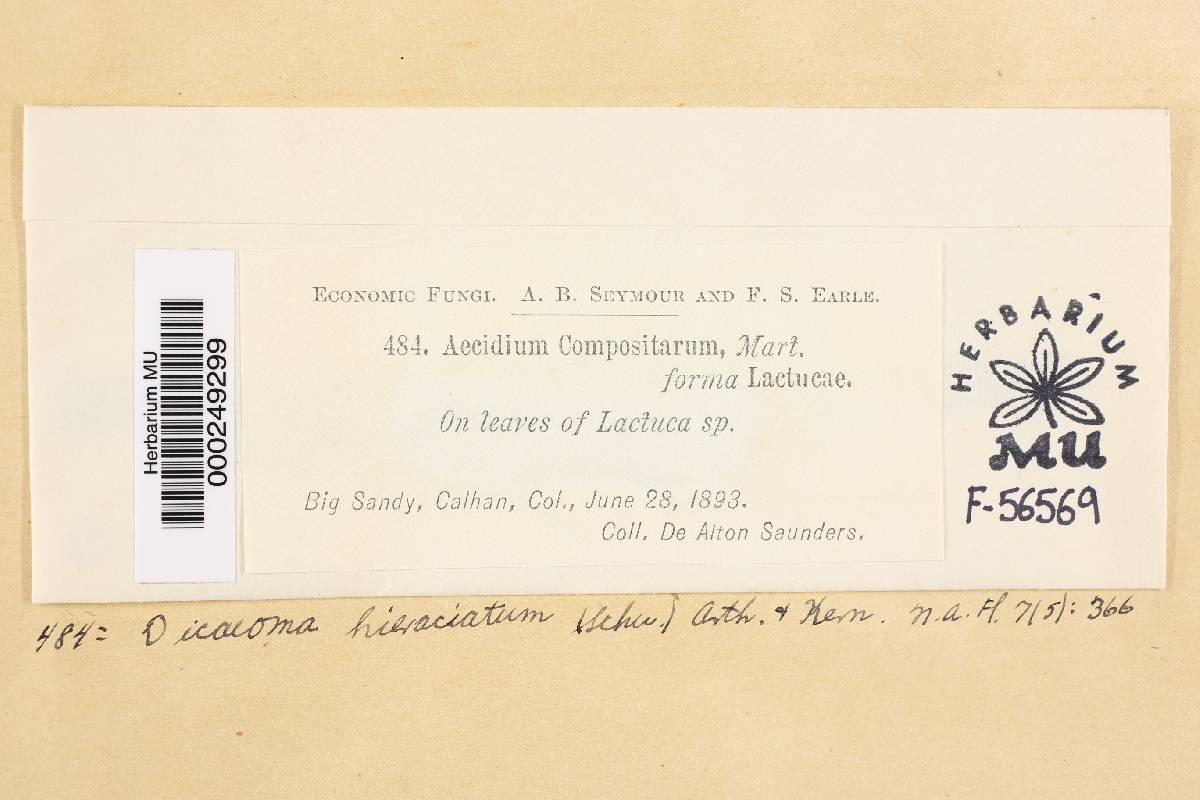 Herbarium MU
000249299
ECONOMIC FUNGI. A. B. SEYMOUR AND F. S. EARLE.
484. Aecidium Compositarum, Mart.
forma Lactucae.
On leaves of Lactuca sp.
Big Sandy, Calhan, Col., June 28, 1893.
Coll. De Alton Saunders.
HERBARIUM
MU
F-56569
484= Dicaeoma hieraciatum (Schw.) Arth. & Kern. N.A.Fl. 7(5): 366